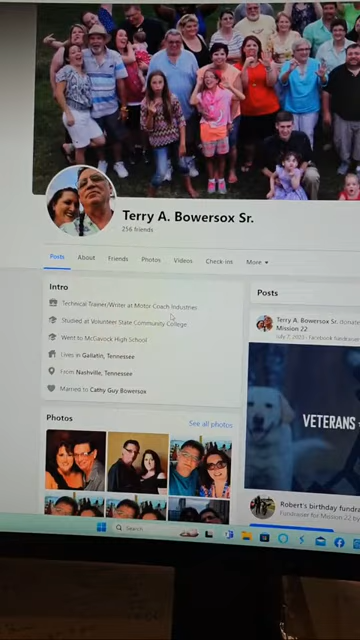 Terry A. Bowersox Sr.
256 friends
Posts About Friends Photos Videos Check-ins More
Intro
Technical Trainer/Writer at Motor Coach Industries
Studied at Volunteer State Community College
Went to McGavock High School
Lives in Gallatin, Tennessee
From Nashville, Tennessee
Married to Cathy Guy Bowersox
Photos
See all photos
Posts
Terry A. Bowersox Sr.
Mission 22
VETERANS
Robert's birthday fundra
Fundraiser for Mission 22 by
Search